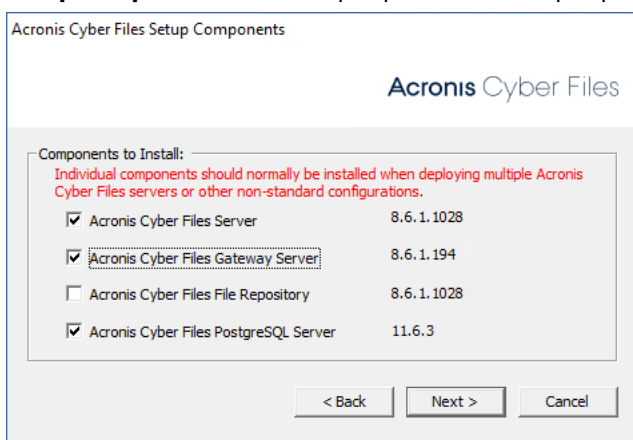 Acronis Cyber Files Setup Components
Acronis Cyber Files
Components to Install:
Individual components should normally be installed when deploying multiple Acronis
Cyber Files servers or other non-standard configurations.
Acronis Cyber Files Server 8.6.1.1028
Acronis Cyber Files Gateway Server 8.6.1.194
Acronis Cyber Files File Repository 8.6.1.1028
Acronis Cyber Files PostgreSQL Server 11.6.3
< Back Next > Cancel